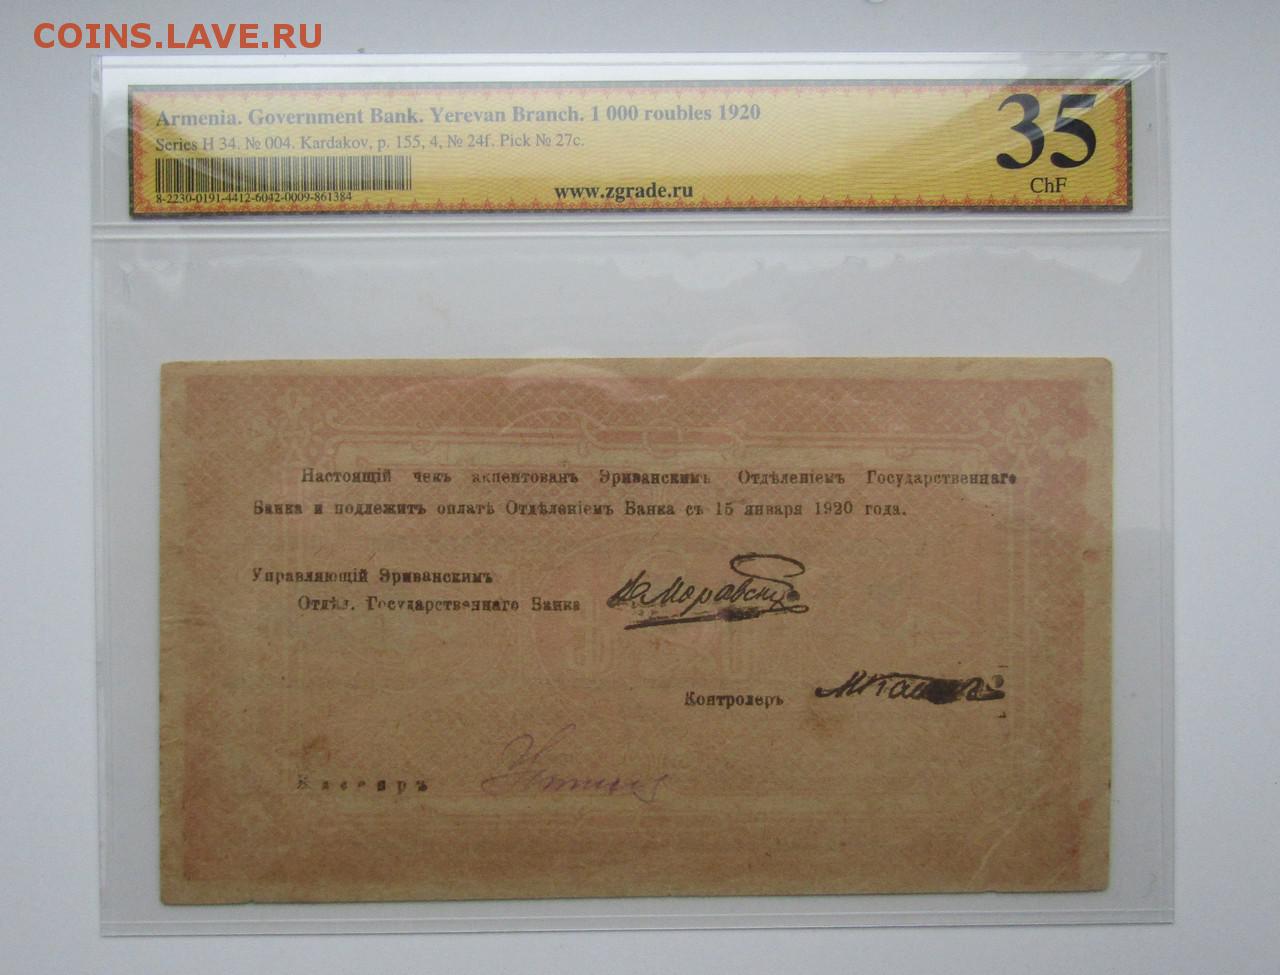 COINS.LAVE.RU
Armenia. Government Bank. Yerevan Branch. 1 000 roubles 1920
Series H 34. № 004. Kardakov, p. 155, 4, № 24f. Pick № 27c.
35
ChF
www.zgrade.ru
8-2230-0191-4412-6042-0009-861384
Настоящій чекъ акцептованъ Эриванскимъ Отдѣленіемъ Государственнаго
Банка и подлежитъ оплатѣ Отдѣленіемъ Банка съ 15 января 1920 года.
Управляющій Эриванскимъ
Отдѣл. Государственнаго Банка
Контролеръ
Кассиръ